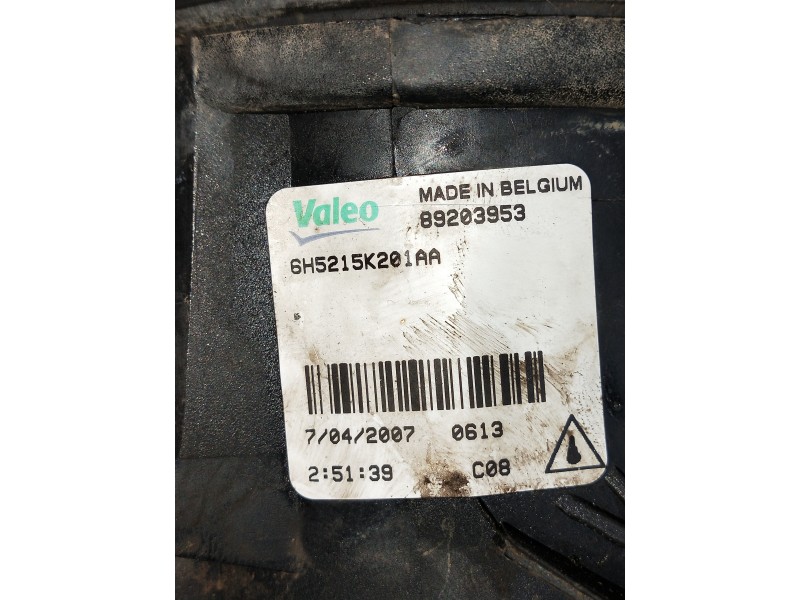 Valeo MADE IN BELGIUM
89203953
6H5215K201AA
7/04/2007 0613
2:51:39 C08